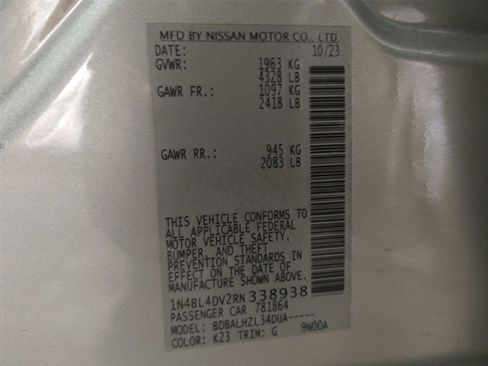 MFD BY NISSAN MOTOR CO., LTD
DATE: 10/23
GVWR: 1963 KG
4328 LB
GAWR FR.: 1097 KG
2418 LB
GAWR RR.: 945 KG
2083 LB
THIS VEHICLE CONFORMS TO
ALL APPLICABLE FEDERAL
MOTOR VEHICLE SAFETY,
BUMPER, AND THEFT
PREVENTION STANDARDS IN
EFFECT ON THE DATE OF
MANUFACTURE SHOWN ABOVE.
1N4BL4DV2RN338938
PASSENGER CAR 781864
MODEL: BDBALHZL34DUA-----
COLOR: K23 TRIM: G 9N00A